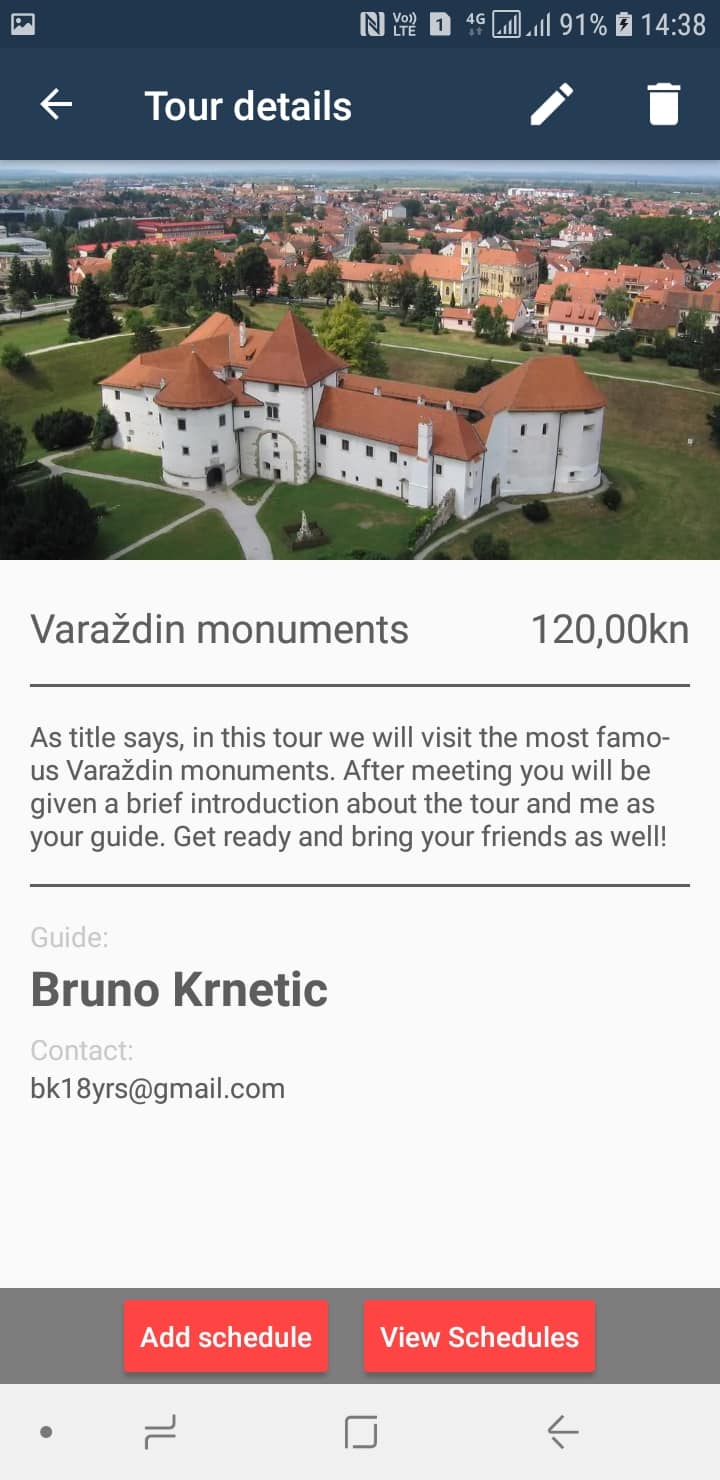 Vo))
LTE
1
4G
91%
14:38
Tour details
Varaždin monuments
120,00kn
As title says, in this tour we will visit the most famo-
us Varaždin monuments. After meeting you will be
given a brief introduction about the tour and me as
your guide. Get ready and bring your friends as well!
Guide:
Bruno Krnetic
Contact:
bk18yrs@gmail.com
Add schedule
View Schedules